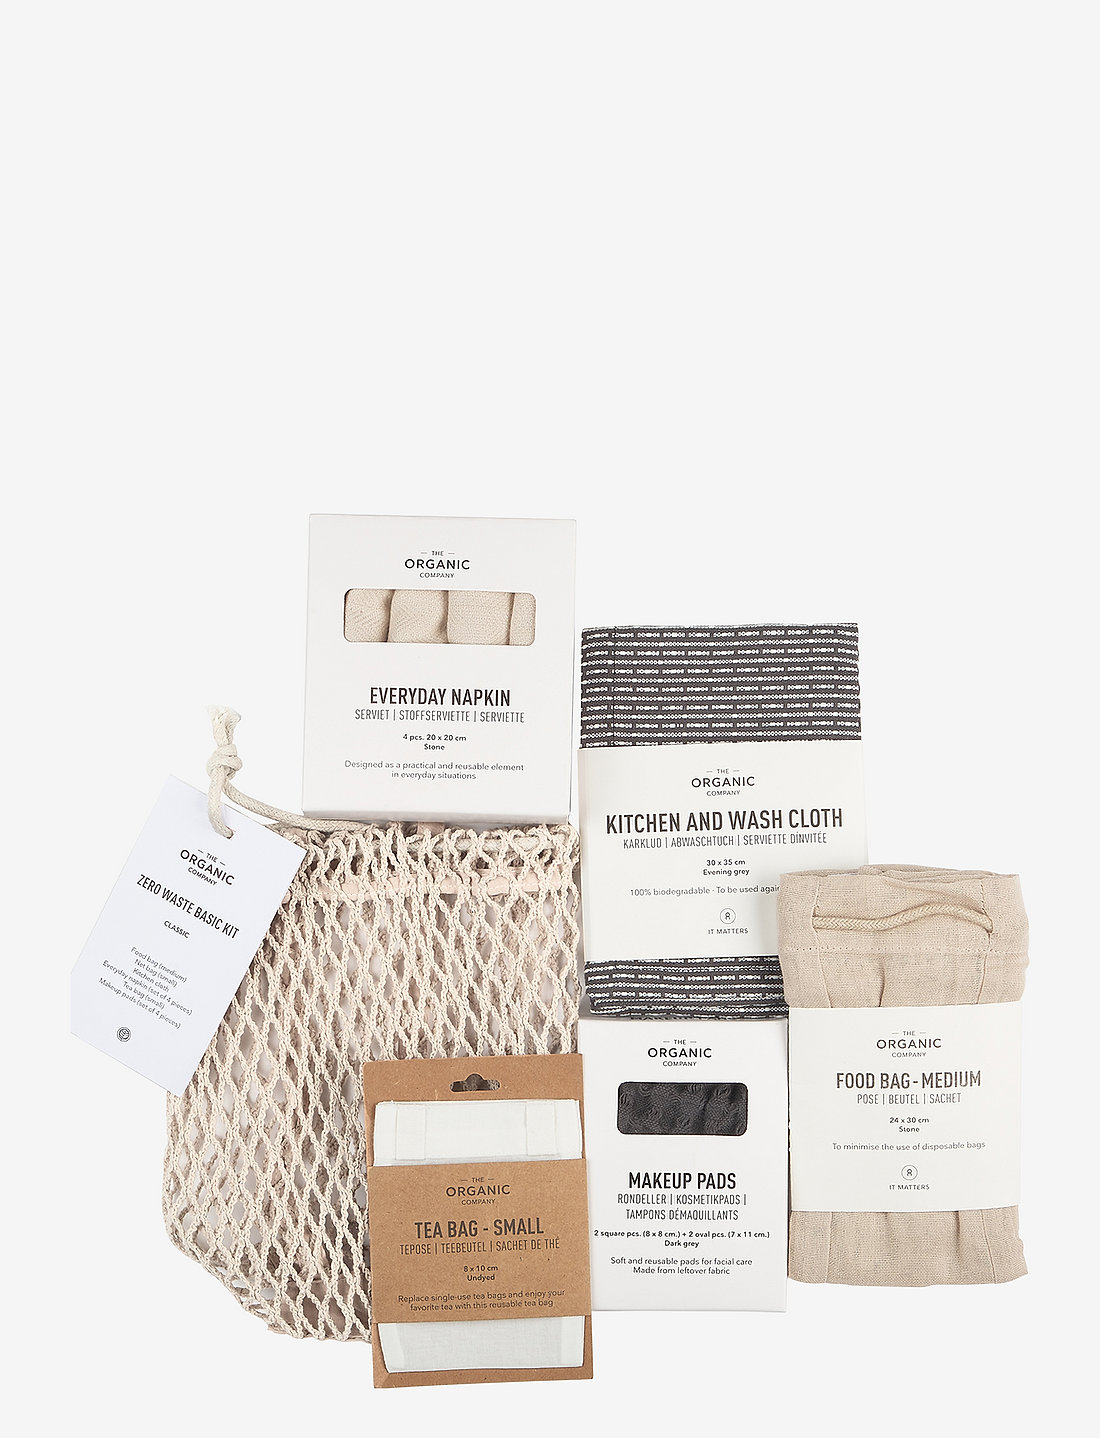 — THE —
ORGANIC
COMPANY
EVERYDAY NAPKIN
SERVIET | STOFFSERVIETTE | SERVIETTE
4 pcs. 20 x 20 cm
Stone
Designed as a practical and reusable element
in everyday situations
— THE —
ORGANIC
COMPANY
KITCHEN AND WASH CLOTH
KARKLUD | ABWASCHTUCH | SERVIETTE DÍNVITÉE
30 x 35 cm
Evening grey
100% biodegradable - To be used again
IT MATTERS
— THE —
ORGANIC
COMPANY
ZERO WASTE BASIC KIT
CLASSIC
Food bag (medium)
Net bag (small)
Kitchen cloth
Everyday napkin (set of 4 pieces)
Tea bag (small)
Makeup pads (set of 4 pieces)
— THE —
ORGANIC
COMPANY
FOOD BAG - MEDIUM
POSE | BEUTEL | SACHET
24 x 30 cm
Stone
To minimise the use of disposable bags
IT MATTERS
— THE —
ORGANIC
COMPANY
MAKEUP PADS
RONDELLER | KOSMETIKPADS |
TAMPONS DÉMAQUILLANTS
2 square pcs. (8 x 8 cm.) + 2 oval pcs. (7 x 11 cm.)
Dark grey
Soft and reusable pads for facial care
Made from leftover fabric
— THE —
ORGANIC
COMPANY
TEA BAG - SMALL
TEPOSE | TEEBEUTEL | SACHET DE THÉ
8 x 10 cm
Undyed
Replace single-use tea bags and enjoy your
favorite tea with this reusable tea bag